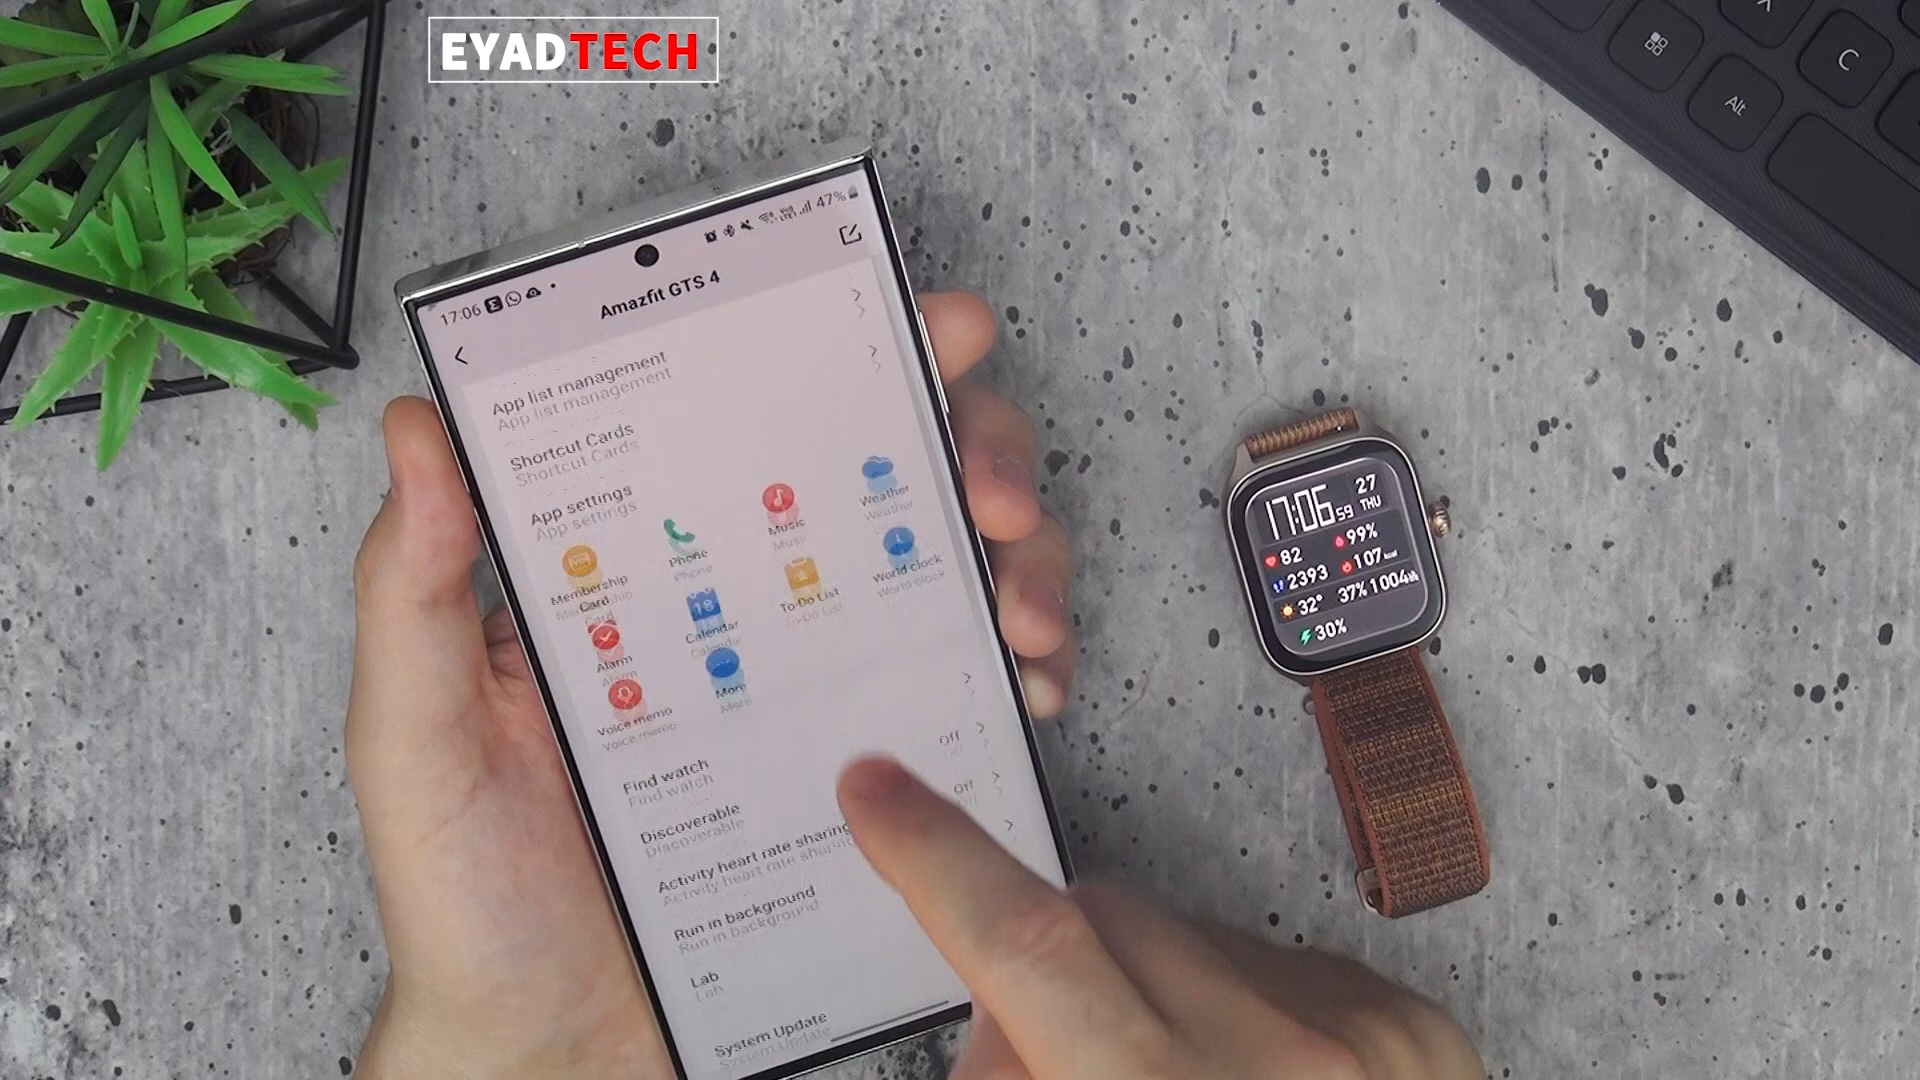 EYADTECH
C
Alt
17:06
47%
Amazfit GTS 4
App list management
Shortcut Cards
App settings
Membership Card
Phone
Music
Weather
Alarm
Calendar
To-Do List
World clock
Voice memo
More
Find watch
Discoverable
Off
Activity heart rate sharing
Off
Run in background
Lab
System Update
17:06 59
27
THU
82
99%
2393
107 kcal
32°
37% 1004
30%